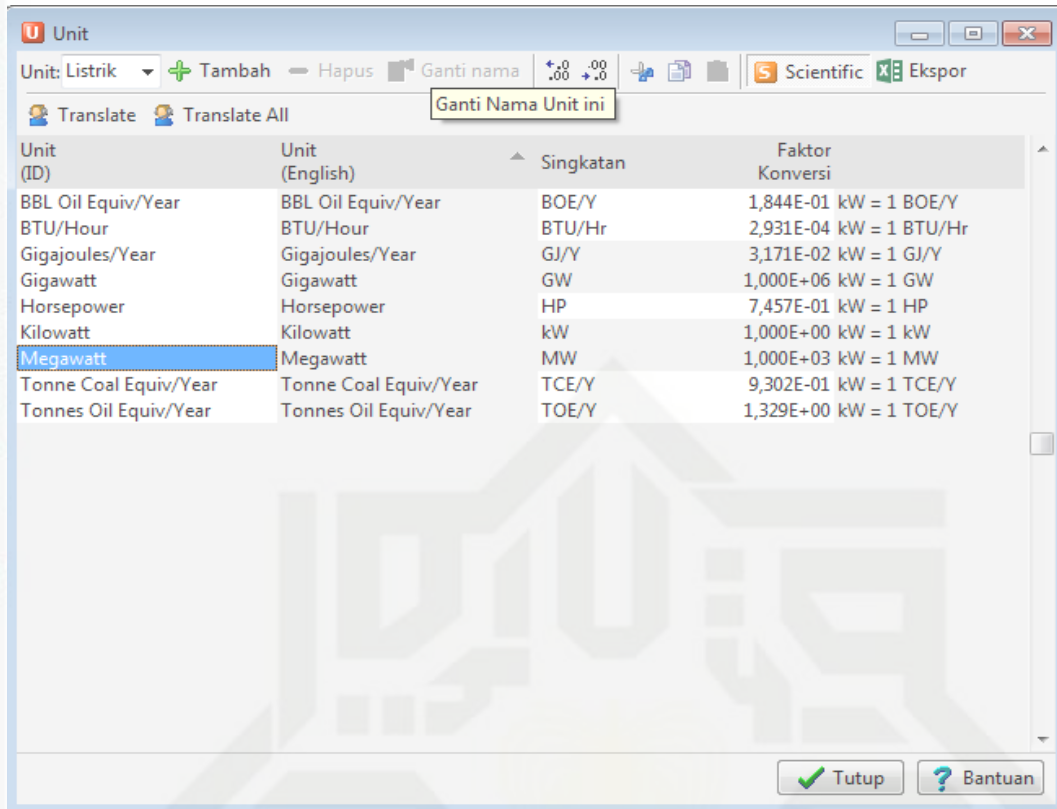 U Unit
Unit: Listrik Tambah Hapus Ganti nama ,00 ,0 S Scientific Ekspor
Ganti Nama Unit ini
Translate Translate All
Unit (ID) Unit (English) Singkatan Faktor Konversi
BBL Oil Equiv/Year BBL Oil Equiv/Year BOE/Y 1,844E-01 kW = 1 BOE/Y
BTU/Hour BTU/Hour BTU/Hr 2,931E-04 kW = 1 BTU/Hr
Gigajoules/Year Gigajoules/Year GJ/Y 3,171E-02 kW = 1 GJ/Y
Gigawatt Gigawatt GW 1,000E+06 kW = 1 GW
Horsepower Horsepower HP 7,457E-01 kW = 1 HP
Kilowatt Kilowatt kW 1,000E+00 kW = 1 kW
Megawatt Megawatt MW 1,000E+03 kW = 1 MW
Tonne Coal Equiv/Year Tonne Coal Equiv/Year TCE/Y 9,302E-01 kW = 1 TCE/Y
Tonnes Oil Equiv/Year Tonnes Oil Equiv/Year TOE/Y 1,329E+00 kW = 1 TOE/Y
Tutup ? Bantuan